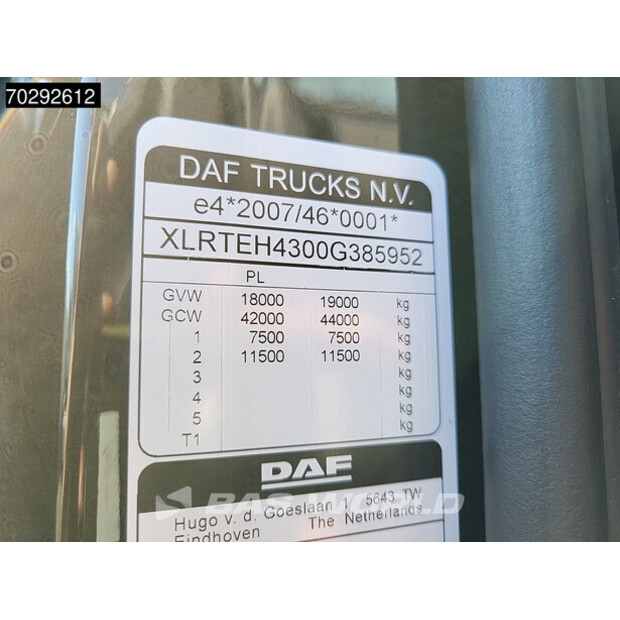 70292612
DAF TRUCKS N.V.
e4*2007/46*0001*
XLRTEH4300G385952
PL
GVW 18000 19000 kg
GCW 42000 44000 kg
1 7500 7500 kg
2 11500 11500 kg
3 kg
4 kg
5 kg
T1 kg
DAF
BAS WORLD
Hugo v. d. Goeslaan 5643 TW
Eindhoven The Netherlands